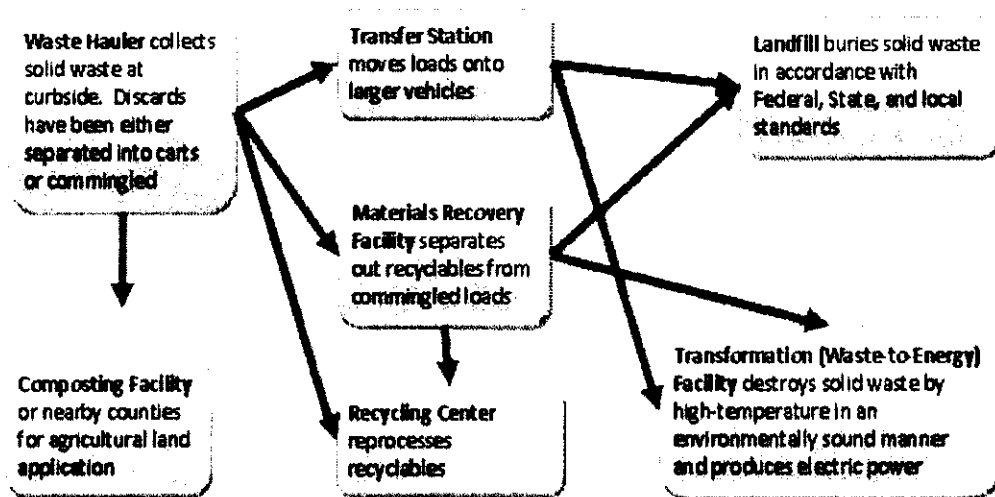 Waste Hauler collects
solid waste at
curbside. Discards
have been either
separated into carts
or commingled
Transfer Station
moves loads onto
larger vehicles
Landfill buries solid waste
in accordance with
Federal, State, and local
standards
Materials Recovery
Facility separates
out recyclables from
commingled loads
Composting Facility
or nearby counties
for agricultural land
application
Recycling Center
reprocesses
recyclables
Transformation (Waste-to-Energy)
Facility destroys solid waste by
high-temperature in an
environmentally sound manner
and produces electric power